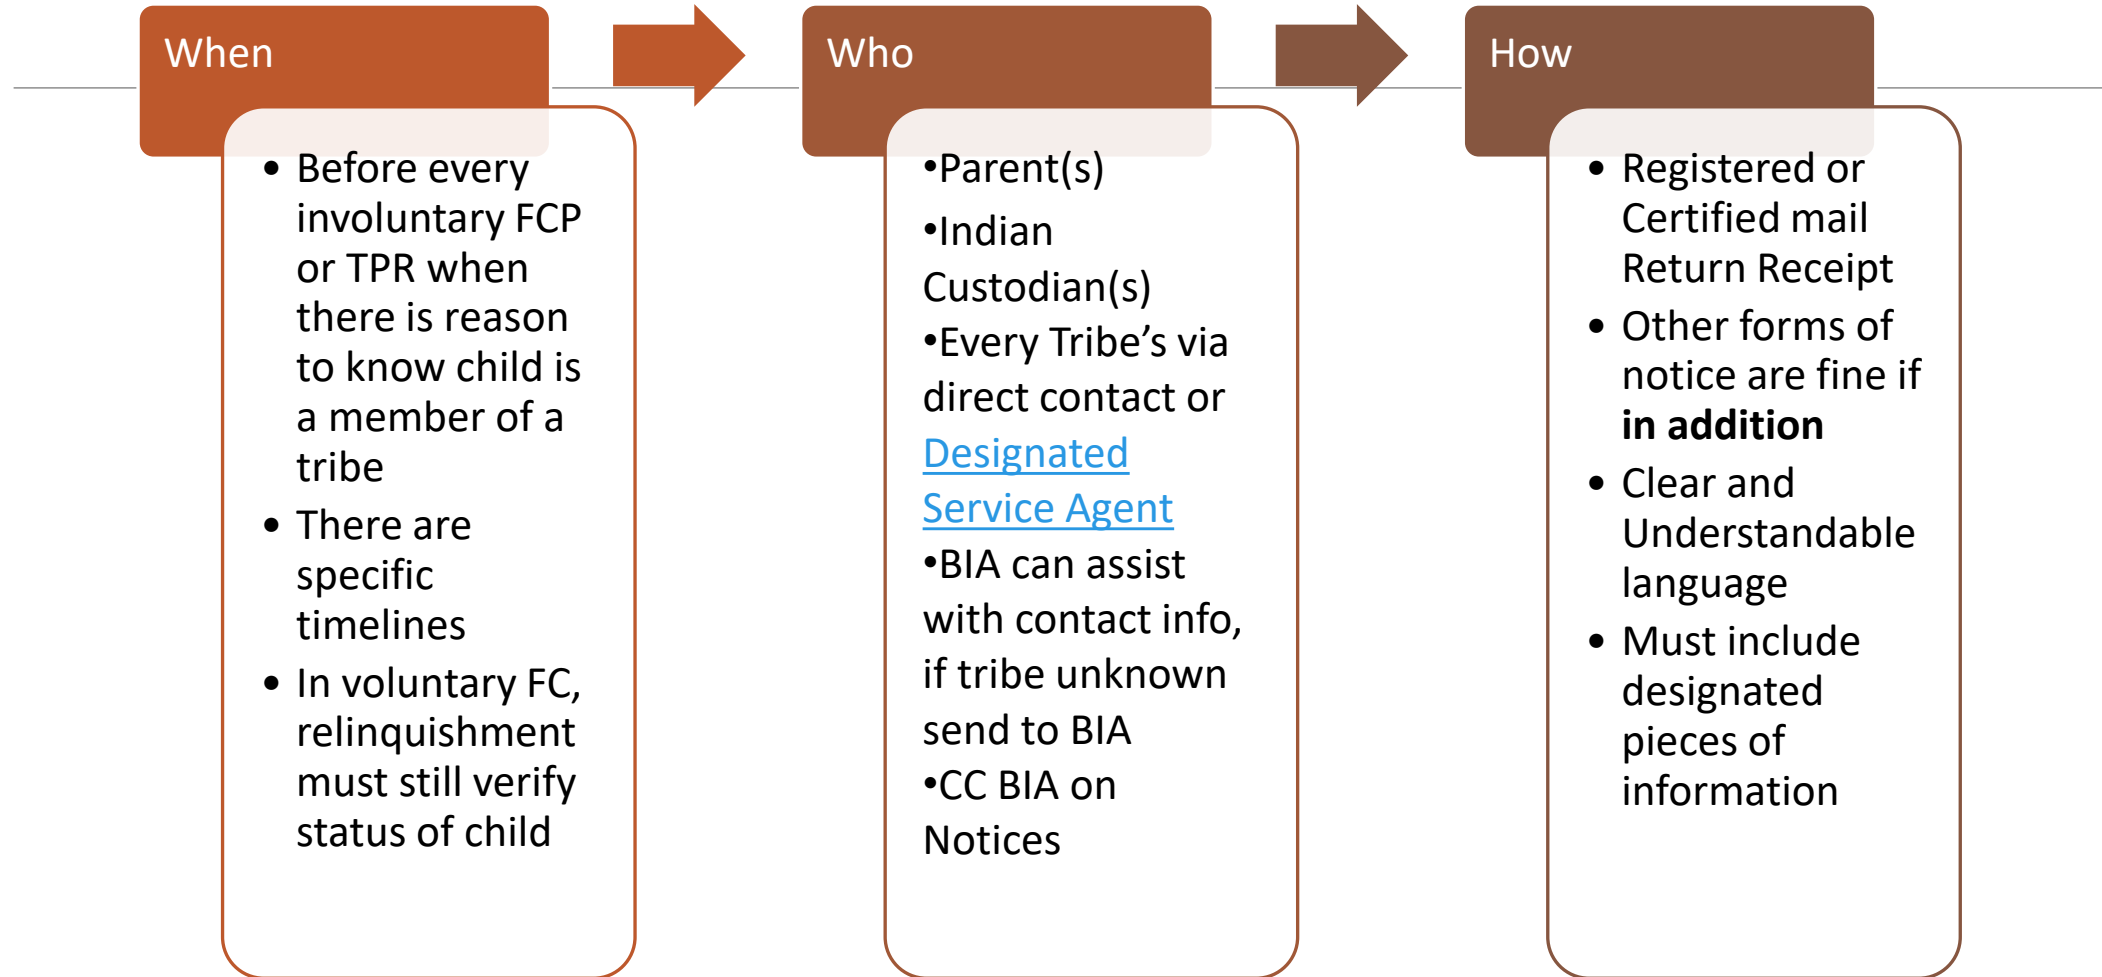 When
• Before every
involuntary FCP
or TPR when
there is reason
to know child is
a member of a
tribe
• There are
specific
timelines
• In voluntary FC,
relinquishment
must still verify
status of child
Who
•Parent(s)
•Indian
Custodian(s)
•Every Tribe’s via
direct contact or
Designated
Service Agent
•BIA can assist
with contact info,
if tribe unknown
send to BIA
•CC BIA on
Notices
How
• Registered or
Certified mail
Return Receipt
• Other forms of
notice are fine if
in addition
• Clear and
Understandable
language
• Must include
designated
pieces of
information